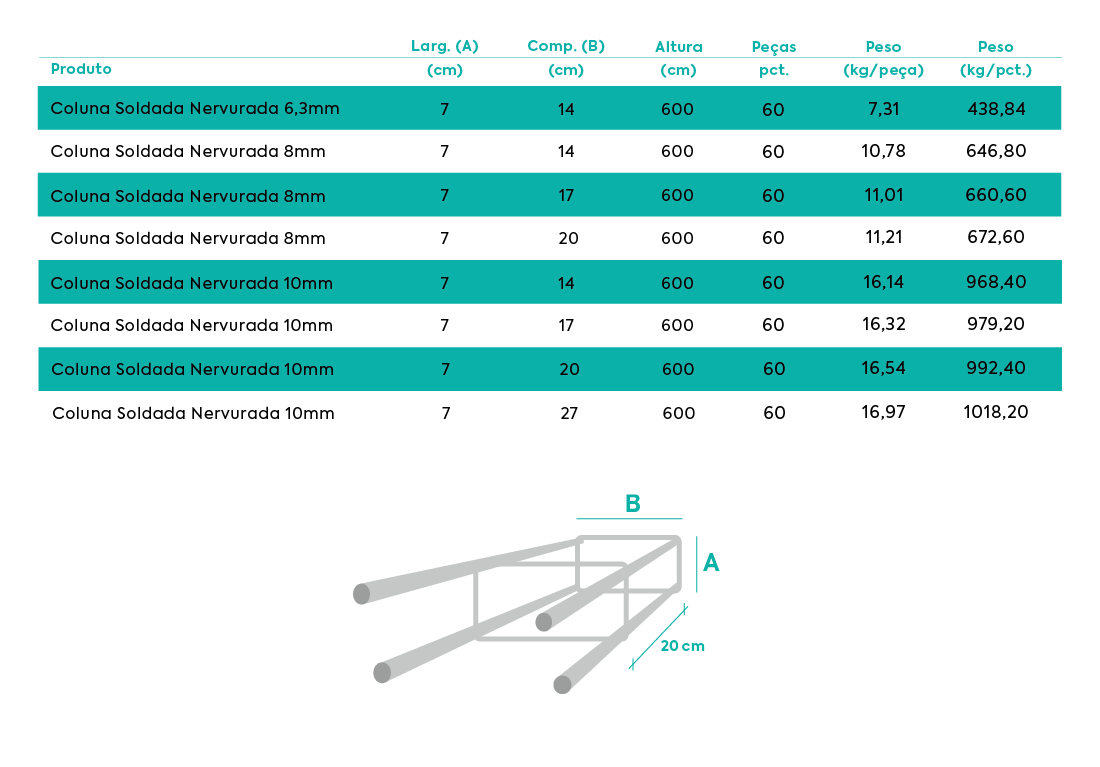 Larg. (A) Comp. (B) Altura Peças Peso Peso
Produto (cm) (cm) (cm) pct. (kg/peça) (kg/pct.)
Coluna Soldada Nervurada 6,3mm 7 14 600 60 7,31 438,84
Coluna Soldada Nervurada 8mm 7 14 600 60 10,78 646,80
Coluna Soldada Nervurada 8mm 7 17 600 60 11,01 660,60
Coluna Soldada Nervurada 8mm 7 20 600 60 11,21 672,60
Coluna Soldada Nervurada 10mm 7 14 600 60 16,14 968,40
Coluna Soldada Nervurada 10mm 7 17 600 60 16,32 979,20
Coluna Soldada Nervurada 10mm 7 20 600 60 16,54 992,40
Coluna Soldada Nervurada 10mm 7 27 600 60 16,97 1018,20
B
A
20 cm